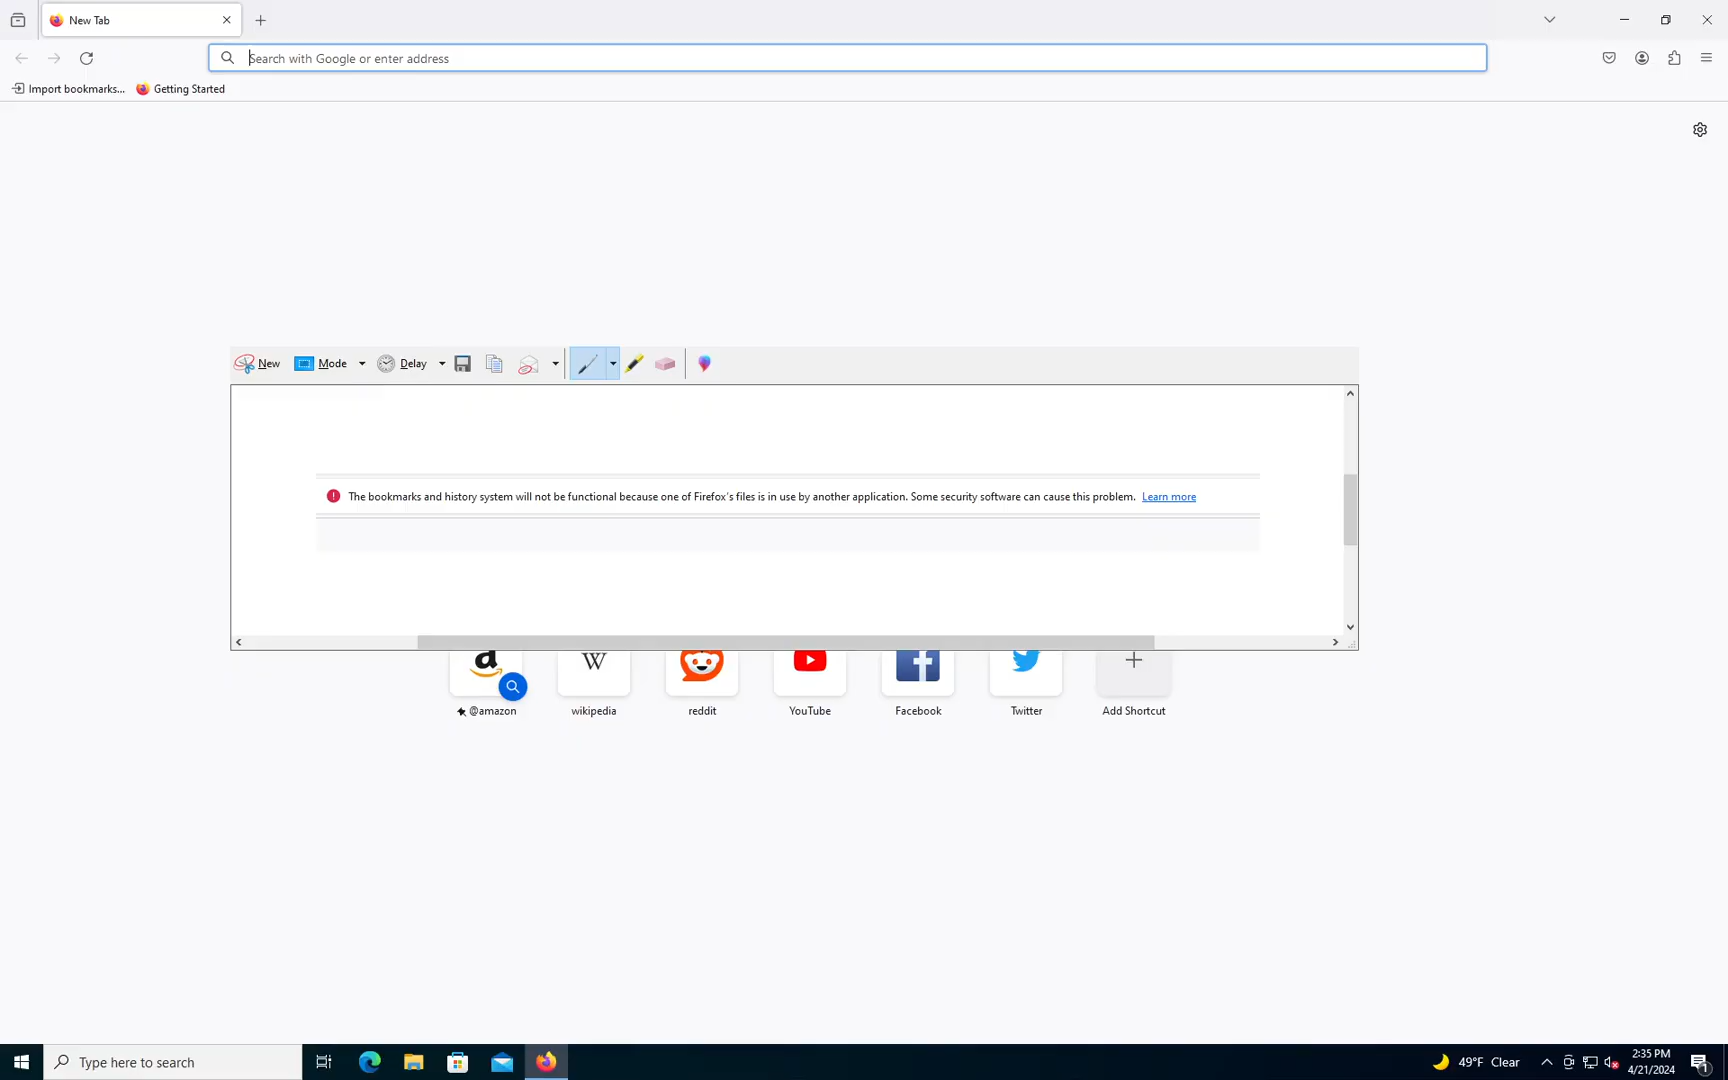 New Tab
Search with Google or enter address
Import bookmarks... Getting Started
New Mode Delay
The bookmarks and history system will not be functional because one of Firefox's files is in use by another application. Some security software can cause this problem. Learn more
@amazon wikipedia reddit YouTube Facebook Twitter Add Shortcut
Type here to search
49°F Clear
2:35 PM
4/21/2024
1